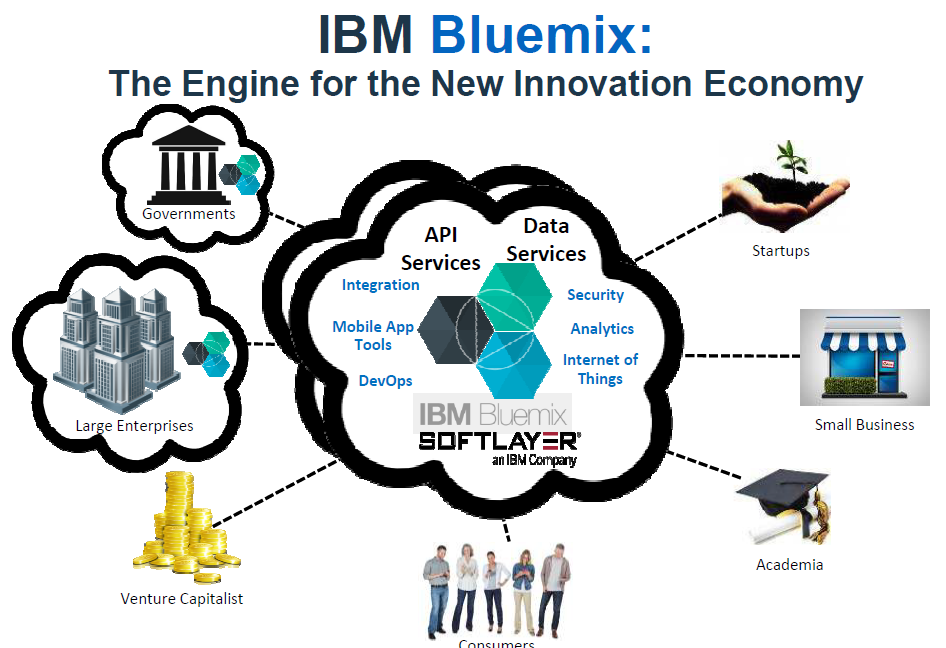 IBM Bluemix:
The Engine for the New Innovation Economy
Governments
Large Enterprises
Venture Capitalist
API
Services
Integration
Mobile App
Tools
DevOps
Data
Services
Security
Analytics
Internet of
Things
IBM Bluemix
SOFTLAYER®
an IBM Company
Startups
Small Business
Academia
Consumers